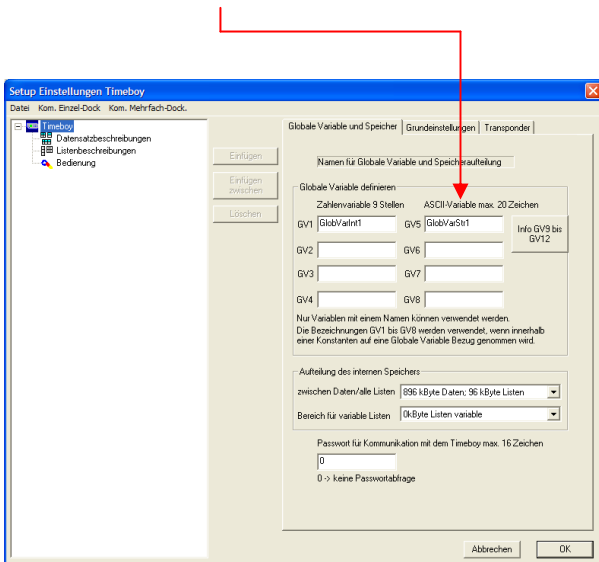 Setup Einstellungen Timeboy
Datei Kom. Einzel-Dock Kom. Mehrfach-Dock.
Timeboy
Datensatzbeschreibungen
Listenbeschreibungen
Bedienung
Einfügen
Einfügen
zwischen
Löschen
Globale Variable und Speicher Grundeinstellungen Transponder
Namen für Globale Variable und Speicheraufteilung
Globale Variable definieren
Zahlenvariable 9 Stellen ASCII-Variable max. 20 Zeichen
GV1 GlobVarInt1 GV5 GlobVarStr1
Info GV9 bis
GV12
GV2 GV6
GV3 GV7
GV4 GV8
Nur Variablen mit einem Namen können verwendet werden.
Die Bezeichnungen GV1 bis GV8 werden verwendet, wenn innerhalb
einer Konstanten auf eine Globale Variable Bezug genommen wird.
Aufteilung des internen Speichers
zwischen Daten/alle Listen 896 kByte Daten; 96 kByte Listen
Bereich für variable Listen 0kByte Listen variable
Passwort für Kommunikation mit dem Timeboy max. 16 Zeichen
0
0 -> keine Passwortabfrage
Abbrechen OK